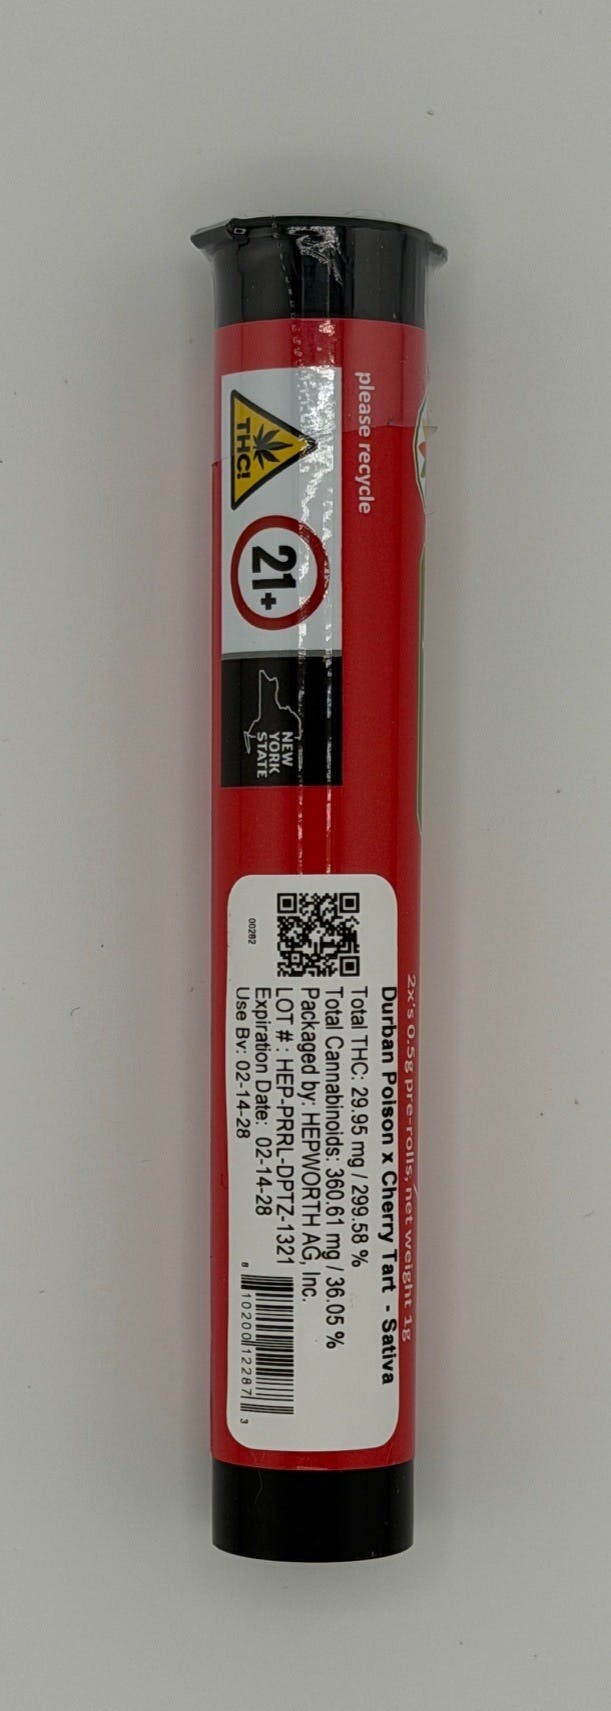 please recycle
THC!
21+
NEW
YORK
STATE
2x's 0.5g pre-rolls, net weight 1g
Durban Poison x Cherry Tart - Sativa
Total THC: 29.95 mg / 299.58 %
Total Cannabinoids: 360.61 mg / 36.05 %
Packaged by: HEPWORTH AG, Inc.
LOT # : HEP-PRRL-DPTZ-1321
Expiration Date: 02-14-28
Use By: 02-14-28
00282
8 10200 12287 3